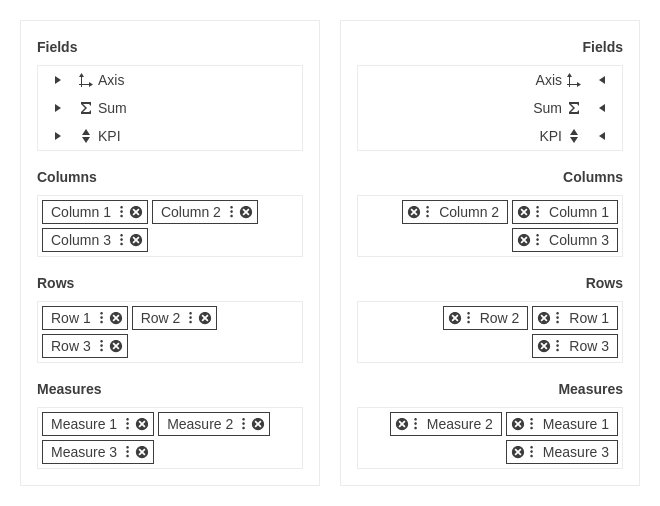 Fields
Axis
Sum
KPI
Columns
Column 1 Column 2
Column 3
Rows
Row 1 Row 2
Row 3
Measures
Measure 1 Measure 2
Measure 3
Fields
Axis
Sum
KPI
Columns
Column 2 Column 1
Column 3
Rows
Row 2 Row 1
Row 3
Measures
Measure 2 Measure 1
Measure 3